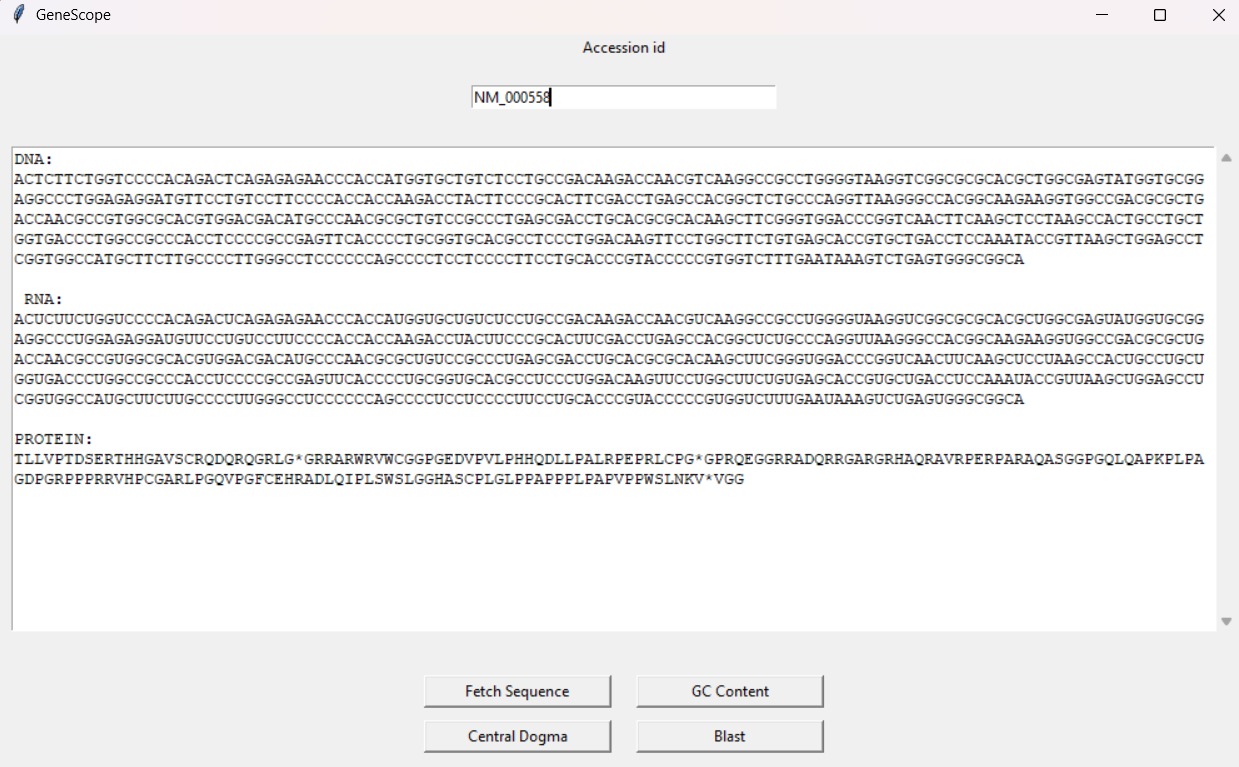 GeneScope
Accession id
NM_000558
DNA:
ACTCTTCTGGTCCCCACAGACTCAGAGAGAACCCACCATGGTGCTGTCTCCTGCCGACAAGACCAACGTCAAGGCCGCCTGGGGTAAGGTCGGCGCGCACGCTGGCGAGTATGGTGCGG
AGGCCCTGGAGAGGATGTTCCTGTCCTTCCCCACCACCAAGACCTACTTCCCGCACTTCGACCTGAGCCACGGCTCTGCCCAGGTTAAGGGCCACGGCAAGAAGGTGGCCGACGCGCTG
ACCAACGCCGTGGCGCACGTGGACGACATGCCCAACGCGCTGTCCGCCCTGAGCGACCTGCACGCGCACAAGCTTCGGGTGGACCCGGTCAACTTCAAGCTCCTAAGCCACTGCCTGCT
GGTGACCCTGGCCGCCCACCTCCCCGCCGAGTTCACCCCTGCGGTGCACGCCTCCCTGGACAAGTTCCTGGCTTCTGTGAGCACCGTGCTGACCTCCAAATACCGTTAAGCTGGAGCCT
CGGTGGCCATGCTTCTTGCCCCTTGGGCCTCCCCCCAGCCCCTCCTCCCCTTCCTGCACCCGTACCCCCGTGGTCTTTGAATAAAGTCTGAGTGGGCGGCA
RNA:
ACUCUUCUGGUCCCCACAGACUCAGAGAGAACCCACCAUGGUGCUGUCUCCUGCCGACAAGACCAACGUCAAGGCCGCCUGGGGUAAGGUCGGCGCGCACGCUGGCGAGUAUGGUGCGG
AGGCCCUGGAGAGGAUGUUCCUGUCCUUCCCCACCACCAAGACCUACUUCCCGCACUUCGACCUGAGCCACGGCUCUGCCCAGGUUAAGGGCCACGGCAAGAAGGUGGCCGACGCGCUG
ACCAACGCCGUGGCGCACGUGGACGACAUGCCCAACGCGCUGUCCGCCCUGAGCGACCUGCACGCGCACAAGCUUCGGGUGGACCCGGUCAACUUCAAGCUCCUAAGCCACUGCCUGCU
GGUGACCCUGGCCGCCCACCUCCCCGCCGAGUUCACCCCUGCGGUGCACGCCUCCCUGGACAAGUUCCUGGCUUCUGUGAGCACCGUGCUGACCUCCAAAUACCGUUAAGCUGGAGCCU
CGGUGGCCAUGCUUCUUGCCCCUUGGGCCUCCCCCCAGCCCCUCCUCCCCUUCCUGCACCCGUACCCCCGUGGUCUUUGAAUAAAGUCUGAGUGGGCGGCA
PROTEIN:
TLLVPTDSERTHHGAVSCRQDQRQGRLG*GRRARWRVWCGGPGEDVPVLPHHQDLLPALRPEPRLCPG*GPRQEGGRRADQRRGARGRHAQRAVRPERPARAQASGGPGQLQAPKPLPA
GDPGRPPPRRVHPCGARLPGQVPGFCEHRADLQIPLSWSLGGHASCPLGLPPAPPPLPAPVPPWSLNKV*VGG
Fetch Sequence
GC Content
Central Dogma
Blast